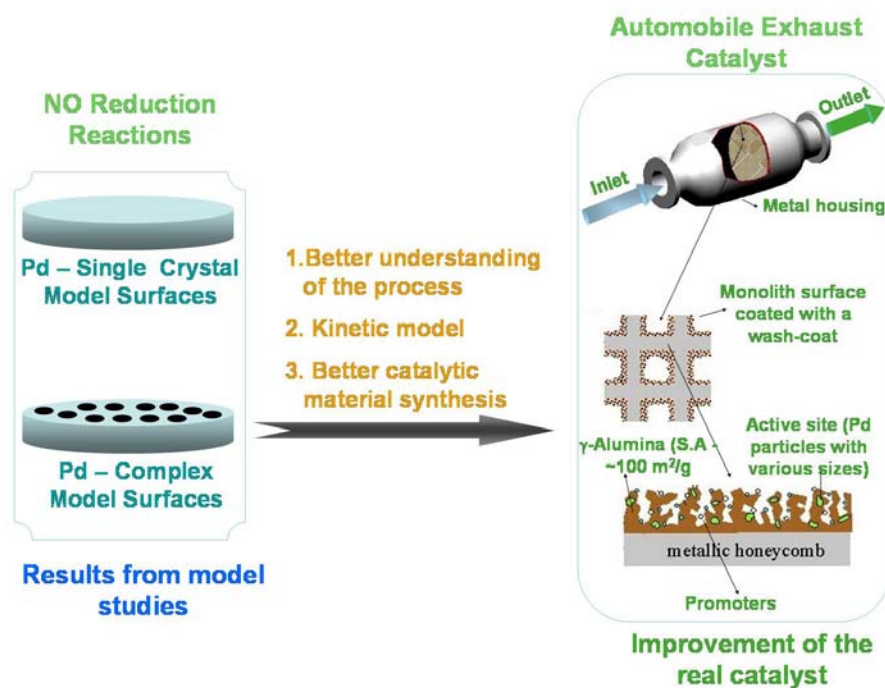 NO Reduction
Reactions
Pd – Single Crystal
Model Surfaces
Pd – Complex
Model Surfaces
Results from model
studies
1.Better understanding
of the process
2. Kinetic model
3. Better catalytic
material synthesis
Automobile Exhaust
Catalyst
Outlet
Inlet
Metal housing
Monolith surface
coated with a
wash-coat
γ-Alumina (S.A -
~100 m²/g
Active site (Pd
particles with
various sizes)
metallic honeycomb
Promoters
Improvement of the
real catalyst